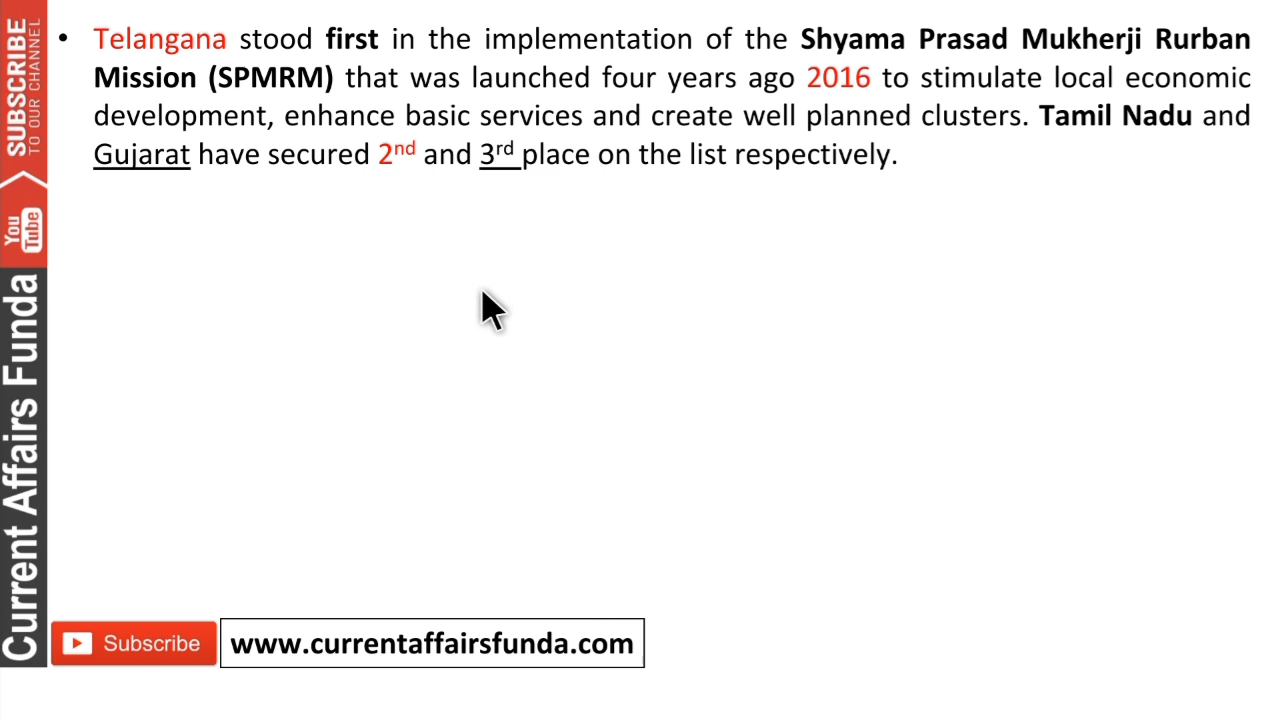 • Telangana stood first in the implementation of the Shyama Prasad Mukherji Rurban
Mission (SPMRM) that was launched four years ago 2016 to stimulate local economic
development, enhance basic services and create well planned clusters. Tamil Nadu and
Gujarat have secured 2nd and 3rd place on the list respectively.
SUBSCRIBE
TO OUR CHANNEL
You
Tube
Current Affairs Funda
Subscribe
www.currentaffairsfunda.com